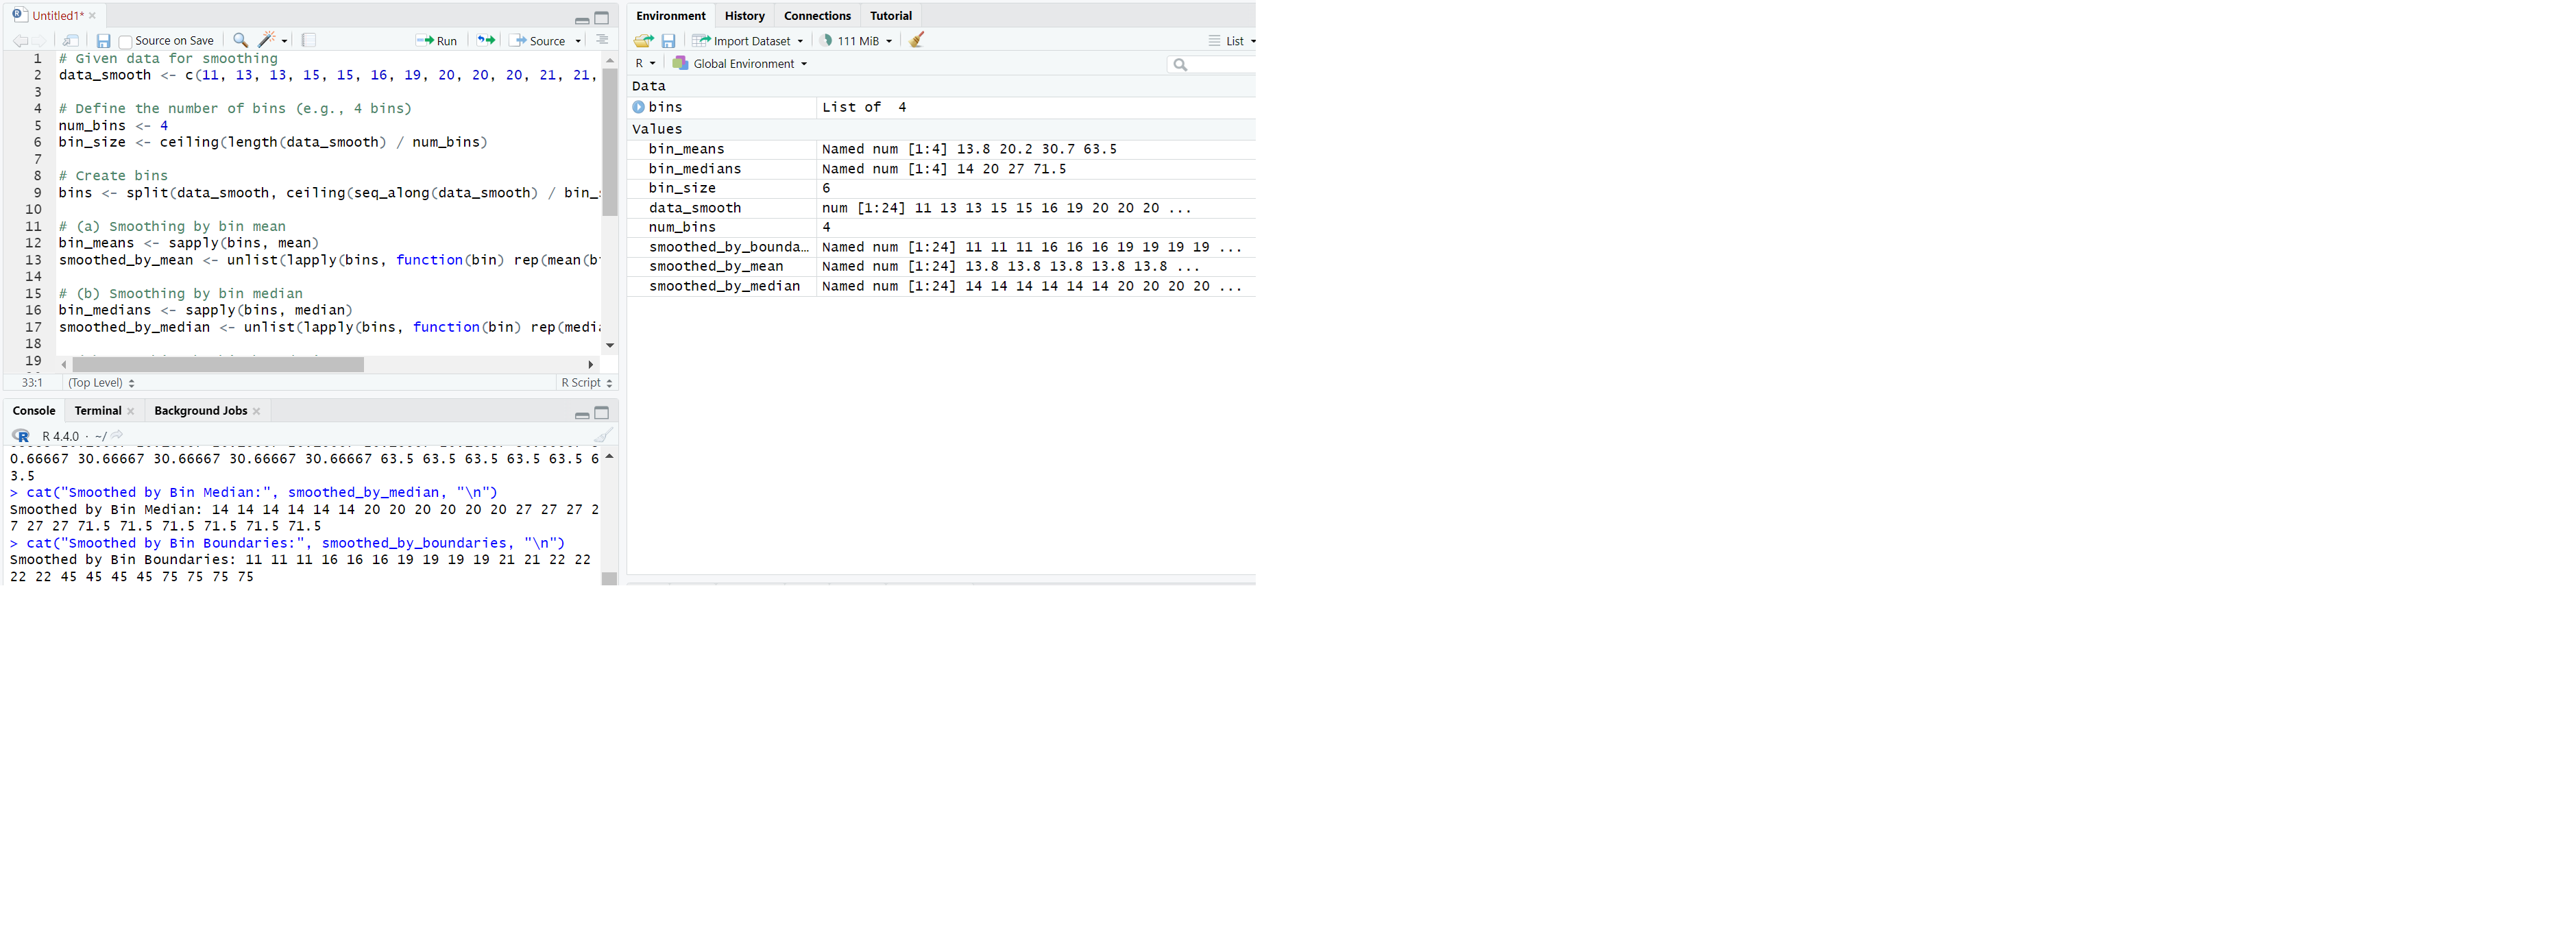 Untitled1*
Source on Save
Run
Source
1 # Given data for smoothing
2 data_smooth <- c(11, 13, 13, 15, 15, 16, 19, 20, 20, 20, 21, 21,
3
4 # Define the number of bins (e.g., 4 bins)
5 num_bins <- 4
6 bin_size <- ceiling(length(data_smooth) / num_bins)
7
8 # Create bins
9 bins <- split(data_smooth, ceiling(seq_along(data_smooth) / bin_
10
11 # (a) Smoothing by bin mean
12 bin_means <- sapply(bins, mean)
13 smoothed_by_mean <- unlist(lapply(bins, function(bin) rep(mean(b
14
15 # (b) Smoothing by bin median
16 bin_medians <- sapply(bins, median)
17 smoothed_by_median <- unlist(lapply(bins, function(bin) rep(medi
18
19
33:1 (Top Level) R Script
Console Terminal Background Jobs
R 4.4.0 · ~/
0.66667 30.66667 30.66667 30.66667 30.66667 63.5 63.5 63.5 63.5 63.5 6
3.5
> cat("Smoothed by Bin Median:", smoothed_by_median, "\n")
Smoothed by Bin Median: 14 14 14 14 14 14 20 20 20 20 20 20 27 27 27 2
7 27 27 71.5 71.5 71.5 71.5 71.5 71.5
> cat("Smoothed by Bin Boundaries:", smoothed_by_boundaries, "\n")
Smoothed by Bin Boundaries: 11 11 11 16 16 16 19 19 19 19 21 21 22 22
22 22 45 45 45 45 75 75 75 75
Environment History Connections Tutorial
Import Dataset 111 MiB List
R Global Environment
Data
bins List of 4
Values
bin_means Named num [1:4] 13.8 20.2 30.7 63.5
bin_medians Named num [1:4] 14 20 27 71.5
bin_size 6
data_smooth num [1:24] 11 13 13 15 15 16 19 20 20 20 ...
num_bins 4
smoothed_by_bounda… Named num [1:24] 11 11 11 16 16 16 19 19 19 19 ...
smoothed_by_mean Named num [1:24] 13.8 13.8 13.8 13.8 13.8 ...
smoothed_by_median Named num [1:24] 14 14 14 14 14 14 20 20 20 20 ...